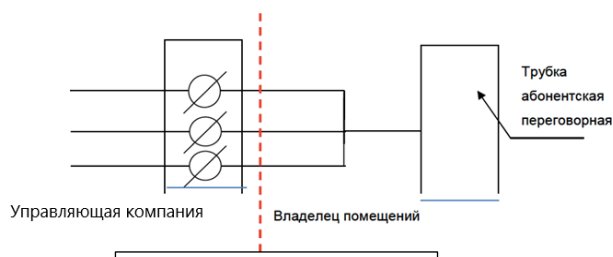 Трубка
абонентская
переговорная
Управляющая компания
Владелец помещений